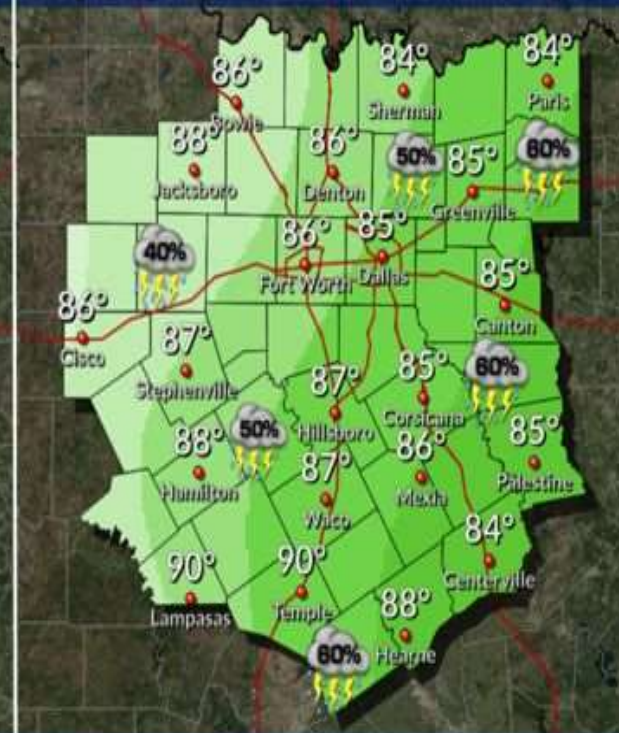 84°
84°
86°
Sherman
Paris
Bowie
88°
86°
50%
60%
85°
Jacksboro
Denton
Greenville
40%
86°
85°
Fort Worth
Dallas
85°
86°
Canton
Cisco
87°
85°
60%
Stephenville
87°
Corsicana
50%
Hillsboro
88°
86°
85°
Hamilton
87°
Mexia
Palestine
Waco
84°
90°
90°
Centerville
Lampasas
Temple
88°
60%
Hearne